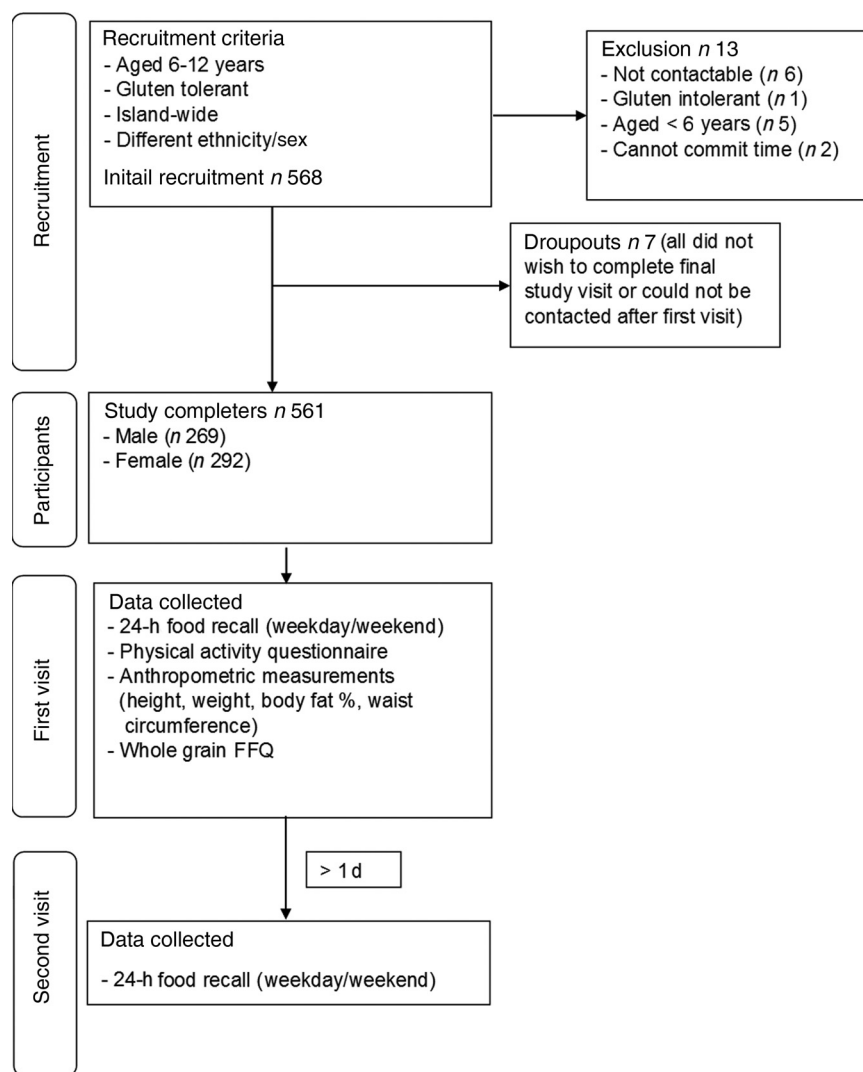 Recruitment
Recruitment criteria
- Aged 6-12 years
- Gluten tolerant
- Island-wide
- Different ethnicity/sex
Initail recruitment n 568
Exclusion n 13
- Not contactable (n 6)
- Gluten intolerant (n 1)
- Aged < 6 years (n 5)
- Cannot commit time (n 2)
Droupouts n 7 (all did not
wish to complete final
study visit or could not be
contacted after first visit)
Participants
Study completers n 561
- Male (n 269)
- Female (n 292)
First visit
Data collected
- 24-h food recall (weekday/weekend)
- Physical activity questionnaire
- Anthropometric measurements
(height, weight, body fat %, waist
circumference)
- Whole grain FFQ
> 1 d
Second visit
Data collected
- 24-h food recall (weekday/weekend)